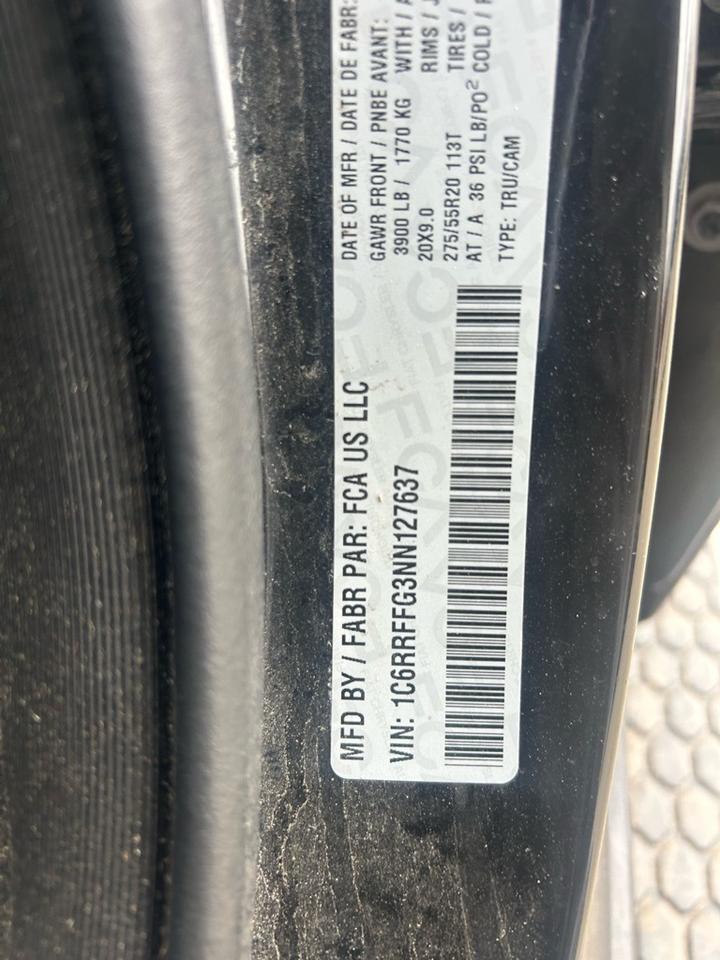 MFD BY / FABR PAR: FCA US LLC
VIN: 1C6RRFFG3NN127637
DATE OF MFR / DATE DE FABR:
GAWR FRONT / PNBE AVANT:
3900 LB / 1770 KG WITH /
20X9.0 RIMS /
275/55R20 113T TIRES /
AT / A 36 PSI LB/PO² COLD /
TYPE: TRU/CAM